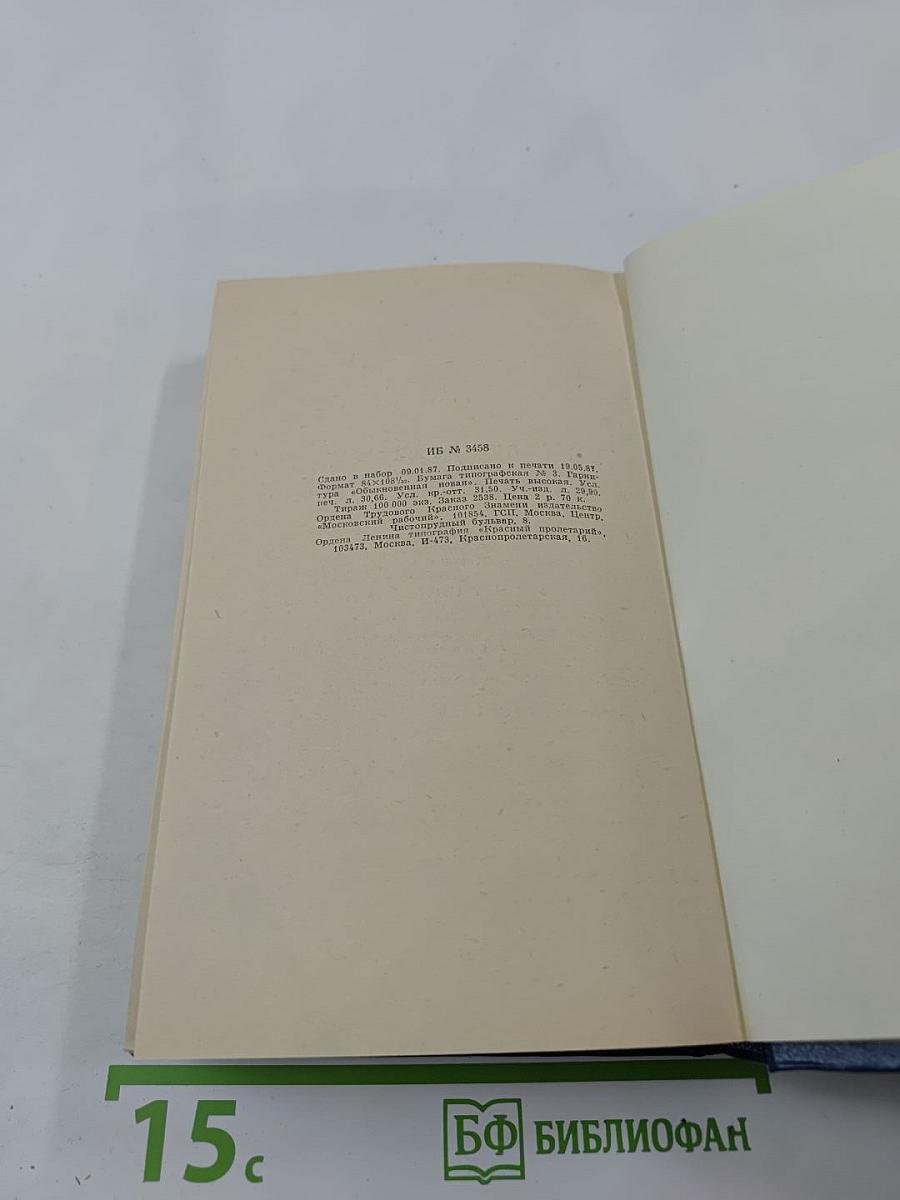 ИБ № 3458
Сдано в набор 09.01.87. Подписано к печати 19.05.87.
Формат 84×108¹/₃₂. Бумага типографская № 3. Гарни-
тура «Обыкновенная новая». Печать высокая. Усл.
печ. л. 30,66. Усл. кр.-отт. 31,50. Уч.-изд. л. 29,90.
Тираж 100 000 экз. Заказ 2538. Цена 2 р. 70 к.
Ордена Трудового Красного Знамени издательство
«Московский рабочий», 101854, ГСП, Москва, Центр,
Чистопрудный бульвар, 8.
Ордена Ленина типография «Красный пролетарий»,
103473, Москва, И-473, Краснопролетарская, 16.
15 с
БФ БИБЛИОФАН